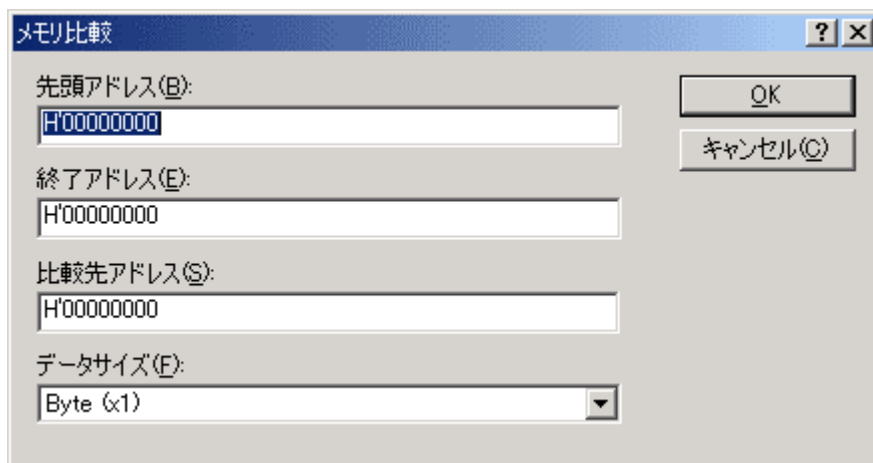 メモリ比較
先頭アドレス(B):
H'00000000
終了アドレス(E):
H'00000000
比較先アドレス(S):
H'00000000
データサイズ(F):
Byte (x1)
OK
キャンセル(C)